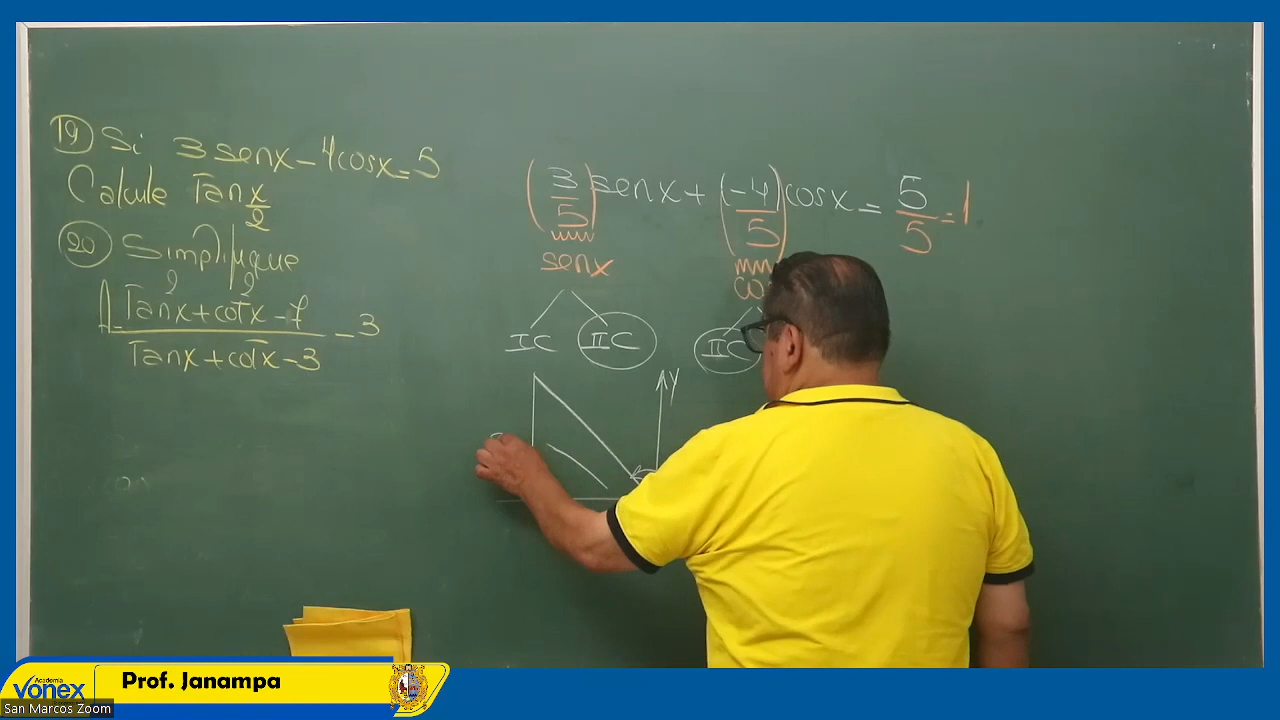 19 Si 3senx-4cosx=5
Calcule Tan x/2
20 Simplifique
A= Tan²x+cot²x-7 / Tanx+cotx-3 - 3
(3/5)senx+(-4/5)cosx=5/5=1
senx
IC IIC IIC
y
Prof. Janampa
Academia
vonex
San Marcos Zoom